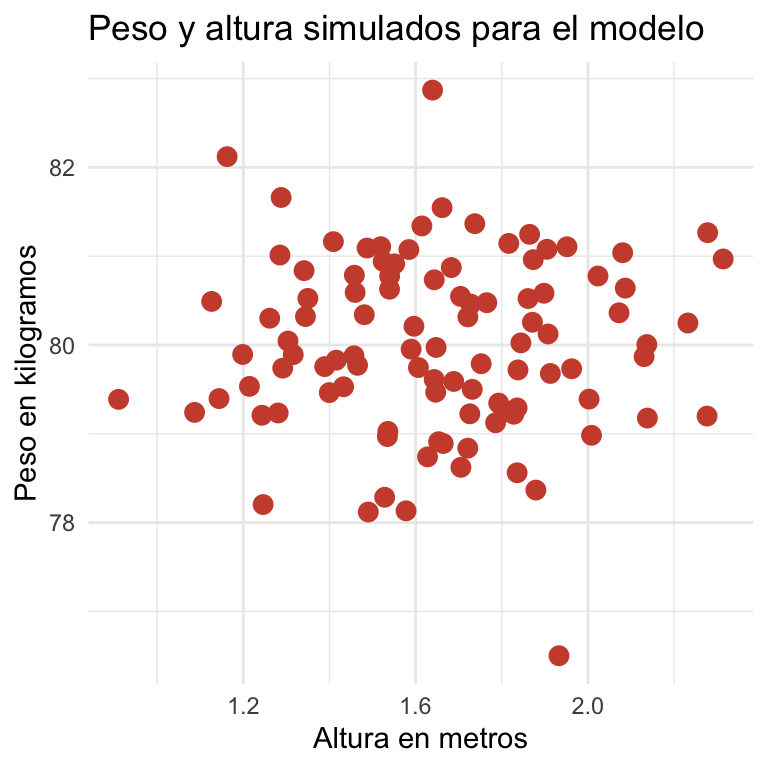 Peso y altura simulados para el modelo
82
80
78
Peso en kilogramos
1.2
1.6
2.0
Altura en metros